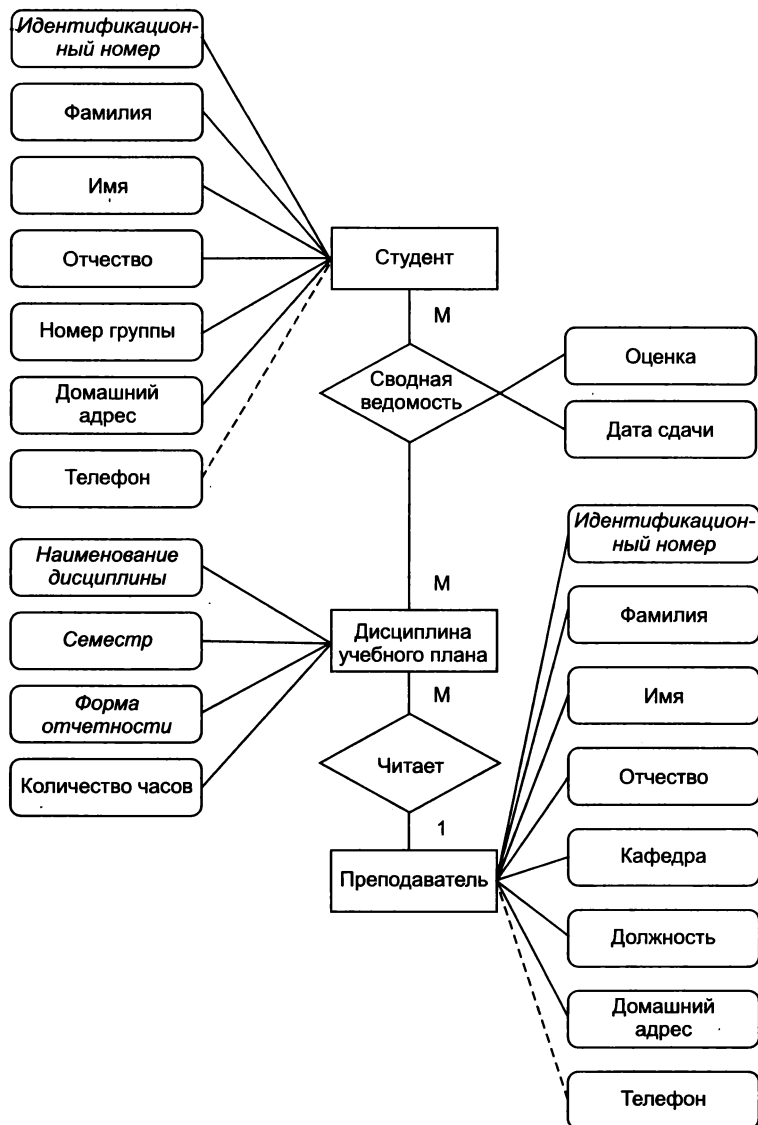 Идентификацион-
ный номер
Фамилия
Имя
Отчество
Номер группы
Домашний
адрес
Телефон
Студент
М
Сводная
ведомость
Оценка
Дата сдачи
М
Наименование
дисциплины
Семестр
Форма
отчетности
Количество часов
Дисциплина
учебного плана
М
Читает
1
Преподаватель
Идентификацион-
ный номер
Фамилия
Имя
Отчество
Кафедра
Должность
Домашний
адрес
Телефон